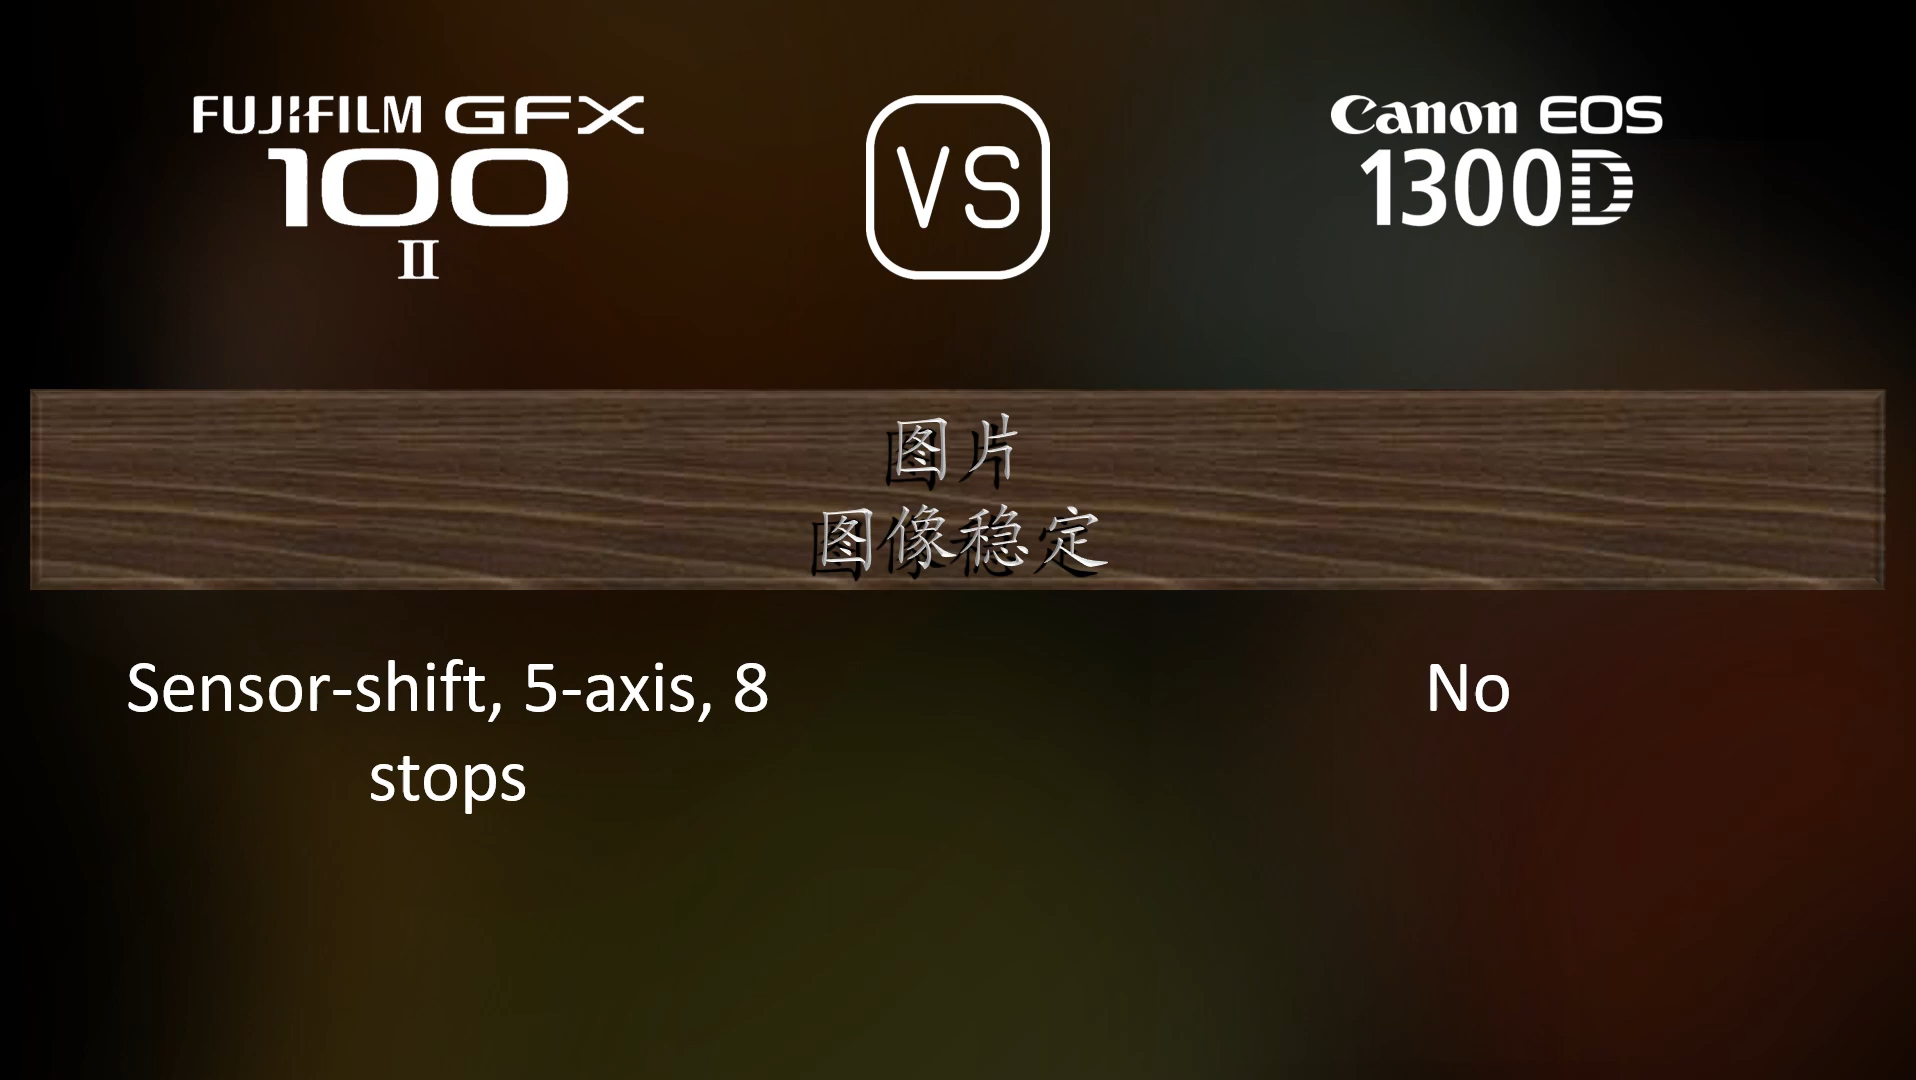 FUJIFILM GFX
100
II
VS
Canon EOS
1300D
图片
图像稳定
Sensor-shift, 5-axis, 8
stops
No